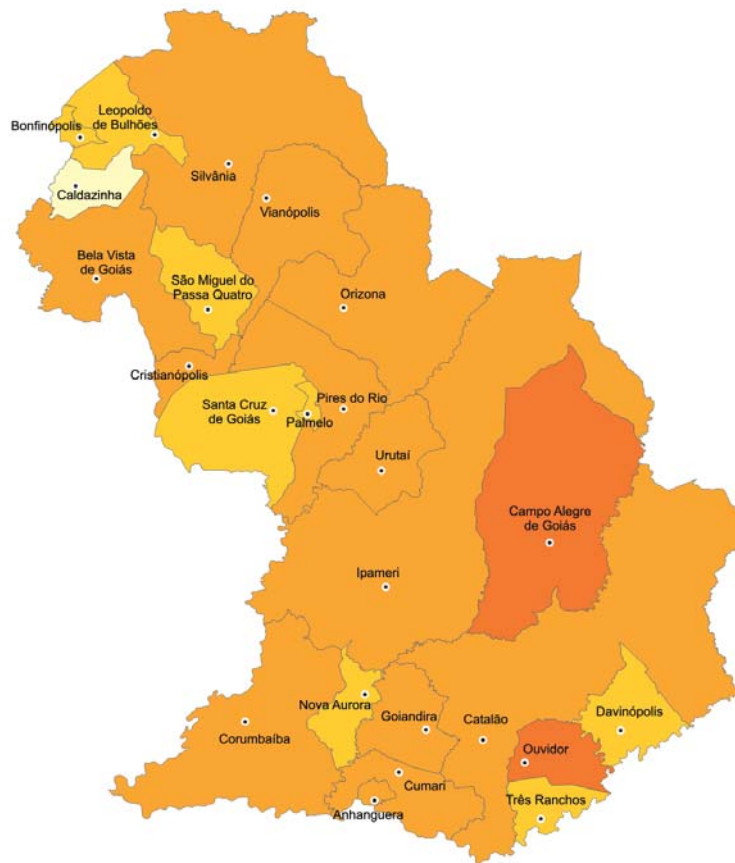 Leopoldo
de Bulhões
Bonfinópolis
Silvânia
Caldazinha
Vianópolis
Bela Vista
de Goiás
São Miguel do
Passa Quatro
Orizona
Cristianópolis
Santa Cruz
de Goiás
Palmelo
Pires do Rio
Urutaí
Campo Alegre
de Goiás
Ipameri
Nova Aurora
Goiandira
Catalão
Davinópolis
Corumbaíba
Ouvidor
Cumari
Anhanguera
Três Ranchos